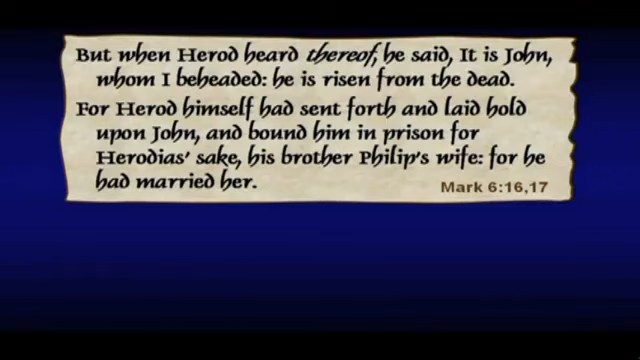 But when Herod heard thereof, he said, It is John,
whom I beheaded: he is risen from the dead.
For Herod himself had sent forth and laid hold
upon John, and bound him in prison for
Herodias' sake, his brother Philip's wife: for he
had married her.
Mark 6:16,17